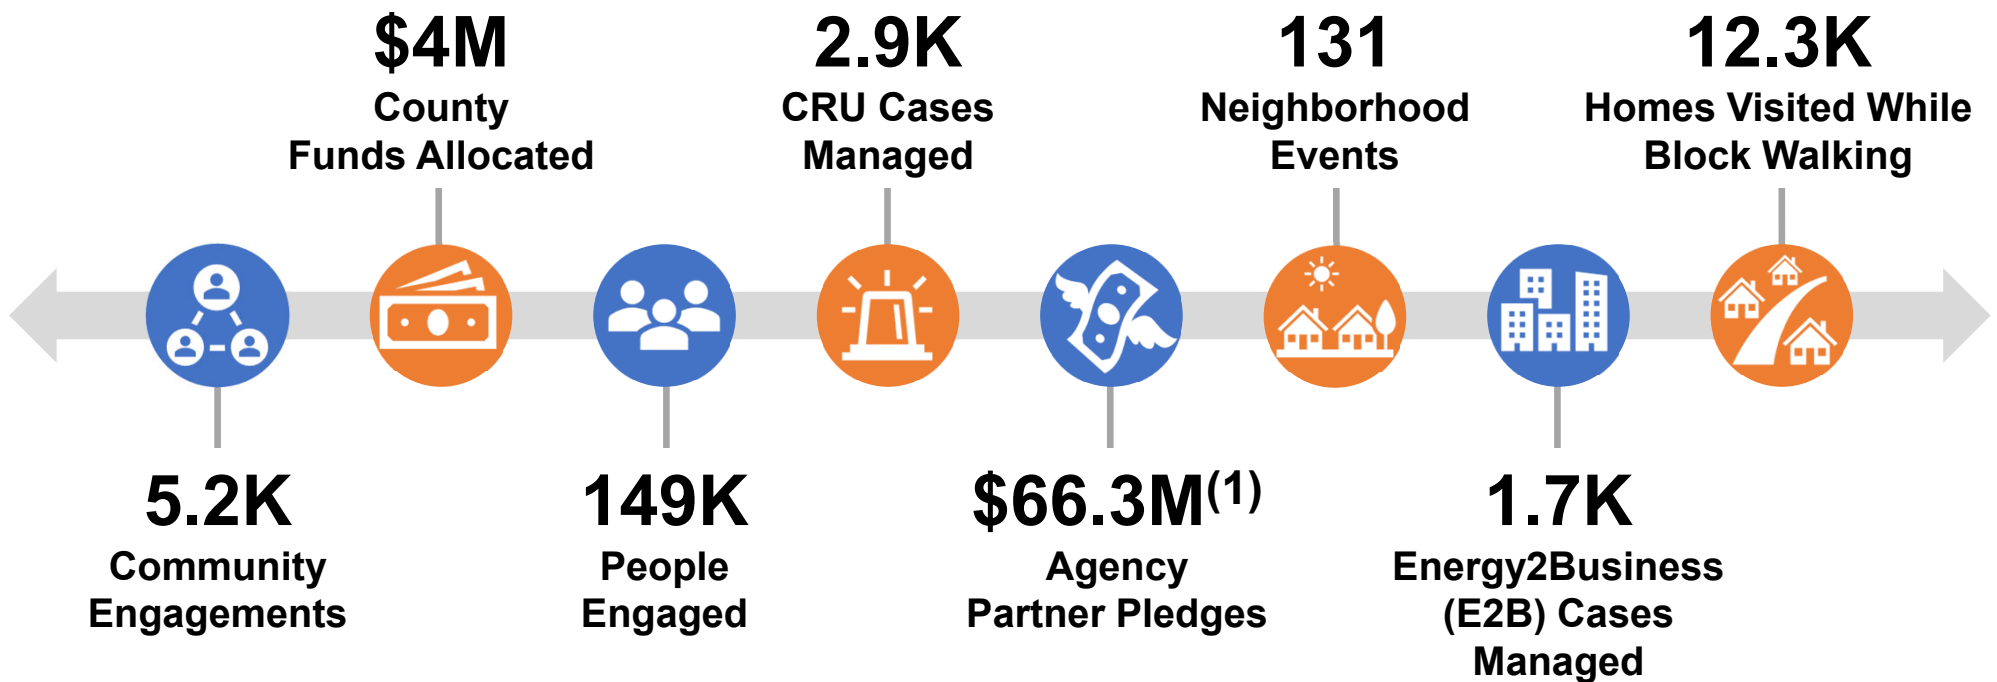 $4M
County
Funds Allocated
2.9K
CRU Cases
Managed
131
Neighborhood
Events
12.3K
Homes Visited While
Block Walking
5.2K
Community
Engagements
149K
People
Engaged
$66.3M(1)
Agency
Partner Pledges
1.7K
Energy2Business
(E2B) Cases
Managed